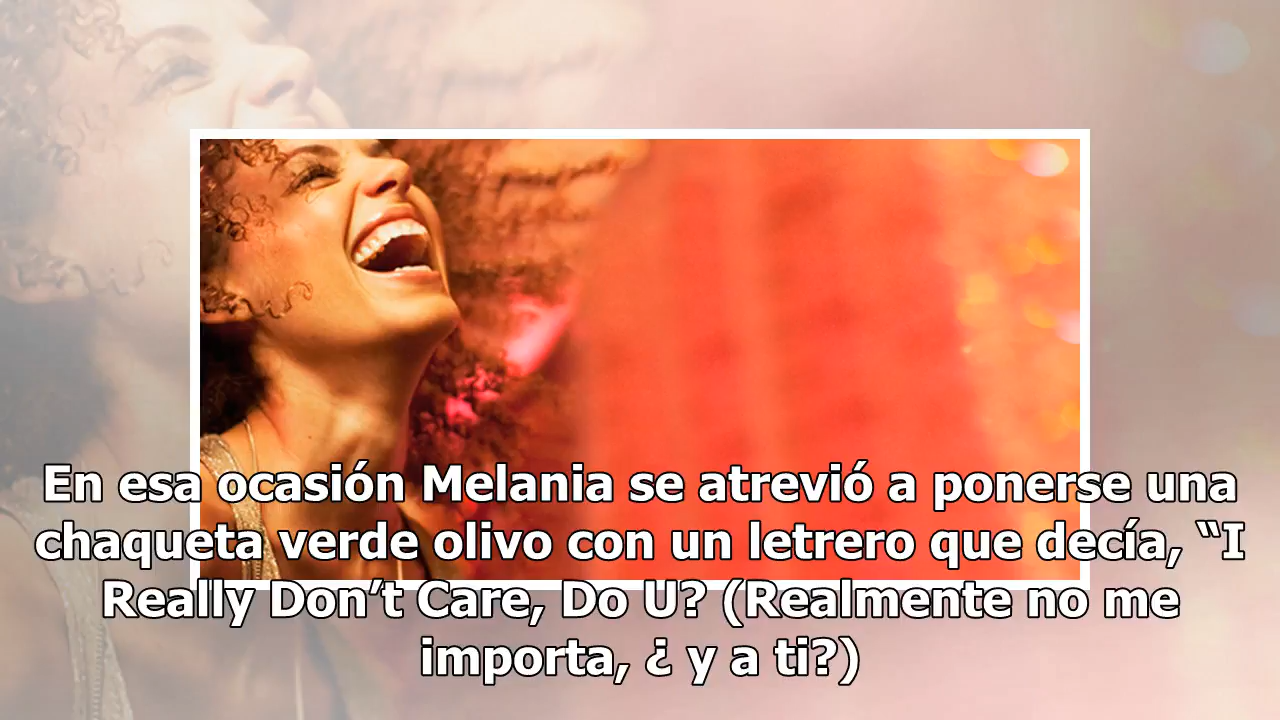 En esa ocasión Melania se atrevió a ponerse una
chaqueta verde olivo con un letrero que decía, “I
Really Don’t Care, Do U? (Realmente no me
importa, ¿ y a ti?)